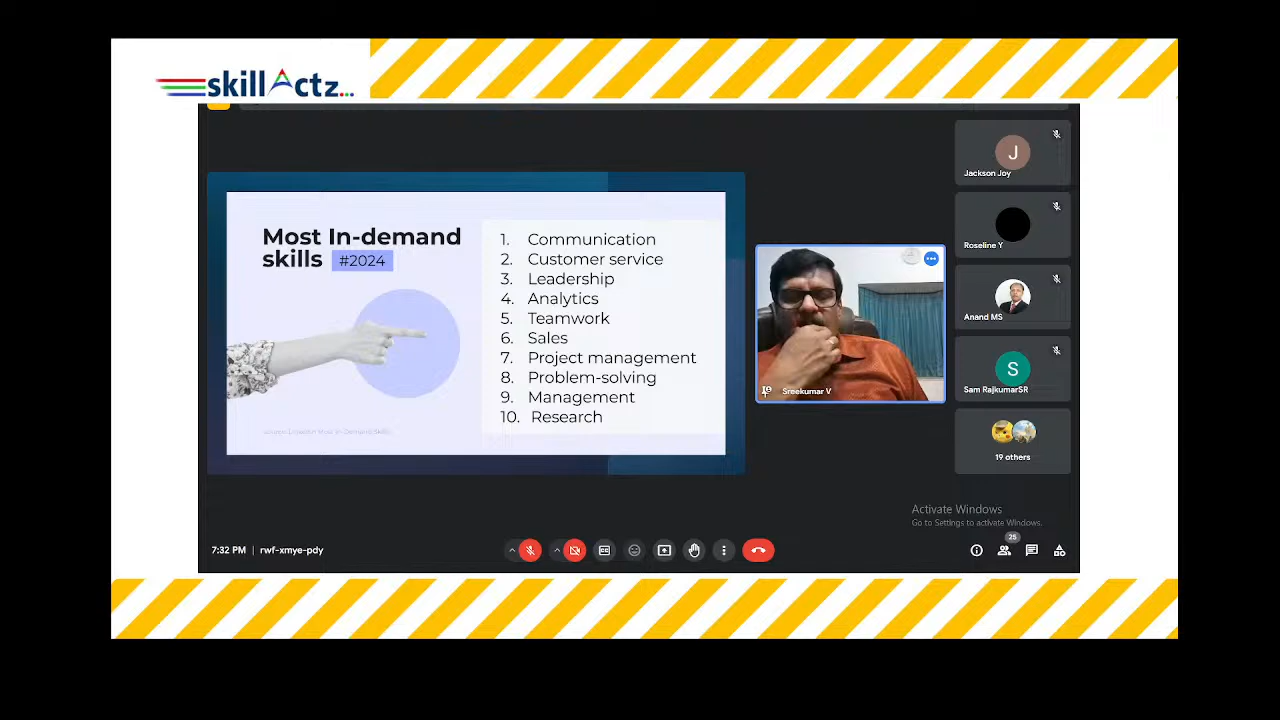 skillActz...
Most In-demand
skills #2024
1. Communication
2. Customer service
3. Leadership
4. Analytics
5. Teamwork
6. Sales
7. Project management
8. Problem-solving
9. Management
10. Research
Sreekumar V
J
Jackson Joy
Roseline Y
Anand MS
S
Sam RajkumarSR
19 others
Activate Windows
Go to Settings to activate Windows.
7:32 PM | rwf-xmye-pdy
CC
25